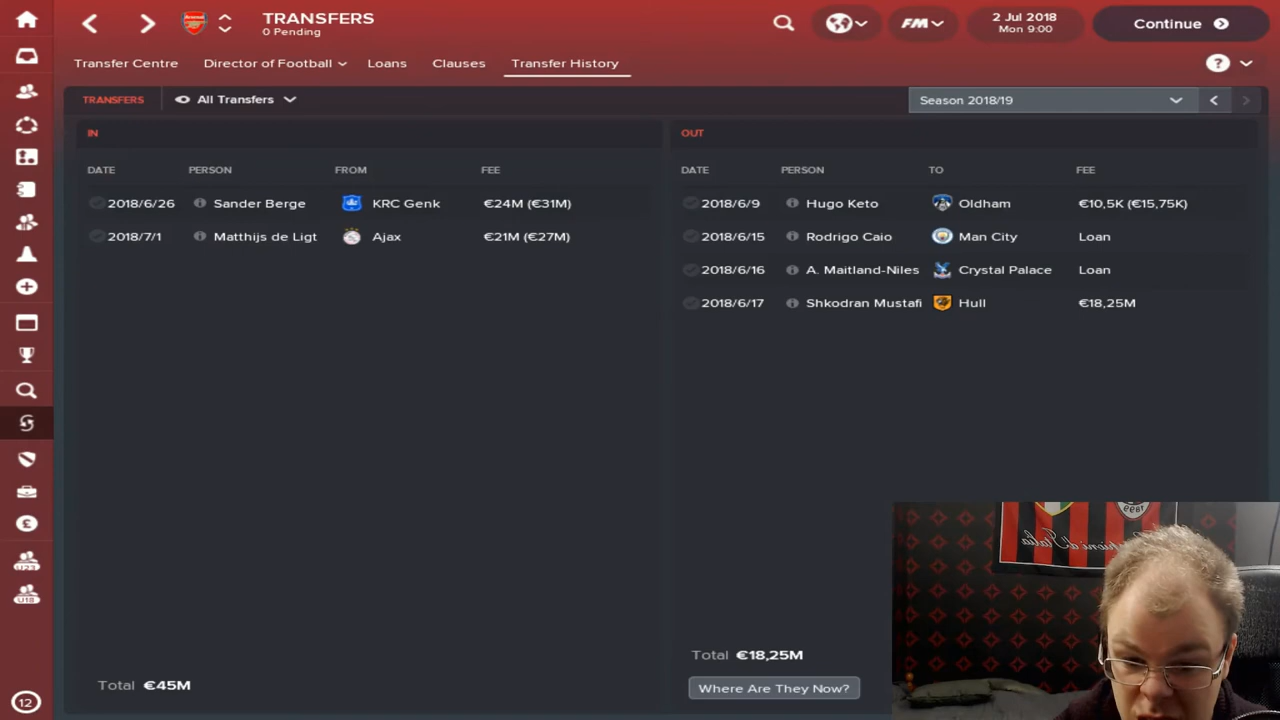 TRANSFERS
0 Pending
FM
2 Jul 2018
Mon 9:00
Continue
Transfer Centre
Director of Football
Loans
Clauses
Transfer History
?
TRANSFERS
All Transfers
Season 2018/19
IN
DATE PERSON FROM FEE
2018/6/26 Sander Berge KRC Genk €24M (€31M)
2018/7/1 Matthijs de Ligt Ajax €21M (€27M)
Total €45M
OUT
DATE PERSON TO FEE
2018/6/9 Hugo Keto Oldham €10,5K (€15,75K)
2018/6/15 Rodrigo Caio Man City Loan
2018/6/16 A. Maitland-Niles Crystal Palace Loan
2018/6/17 Shkodran Mustafi Hull €18,25M
Total €18,25M
Where Are They Now?
U23
U18
12
1899
d'Italia